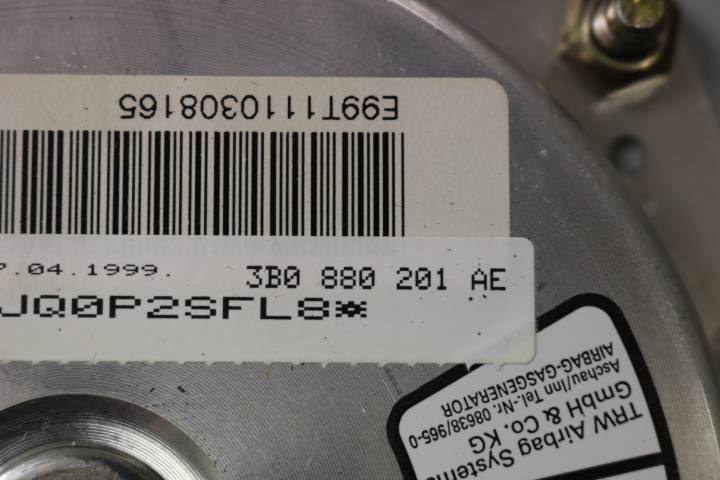 E99T1110308165
7.04.1999. 3B0 880 201 AE
JQ0P2SFL8*
TRW Airbag Systems
GmbH & Co. KG
Aschau/Inn Tel.-Nr. 08638/965-0
AIRBAG-GASGENERATOR